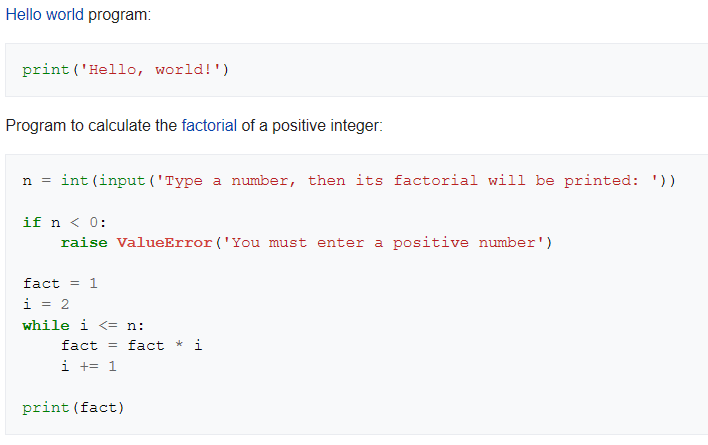 Hello world program:
print('Hello, world!')
Program to calculate the factorial of a positive integer:
n = int(input('Type a number, then its factorial will be printed: '))
if n < 0:
    raise ValueError('You must enter a positive number')
fact = 1
i = 2
while i <= n:
    fact = fact * i
    i += 1
print(fact)